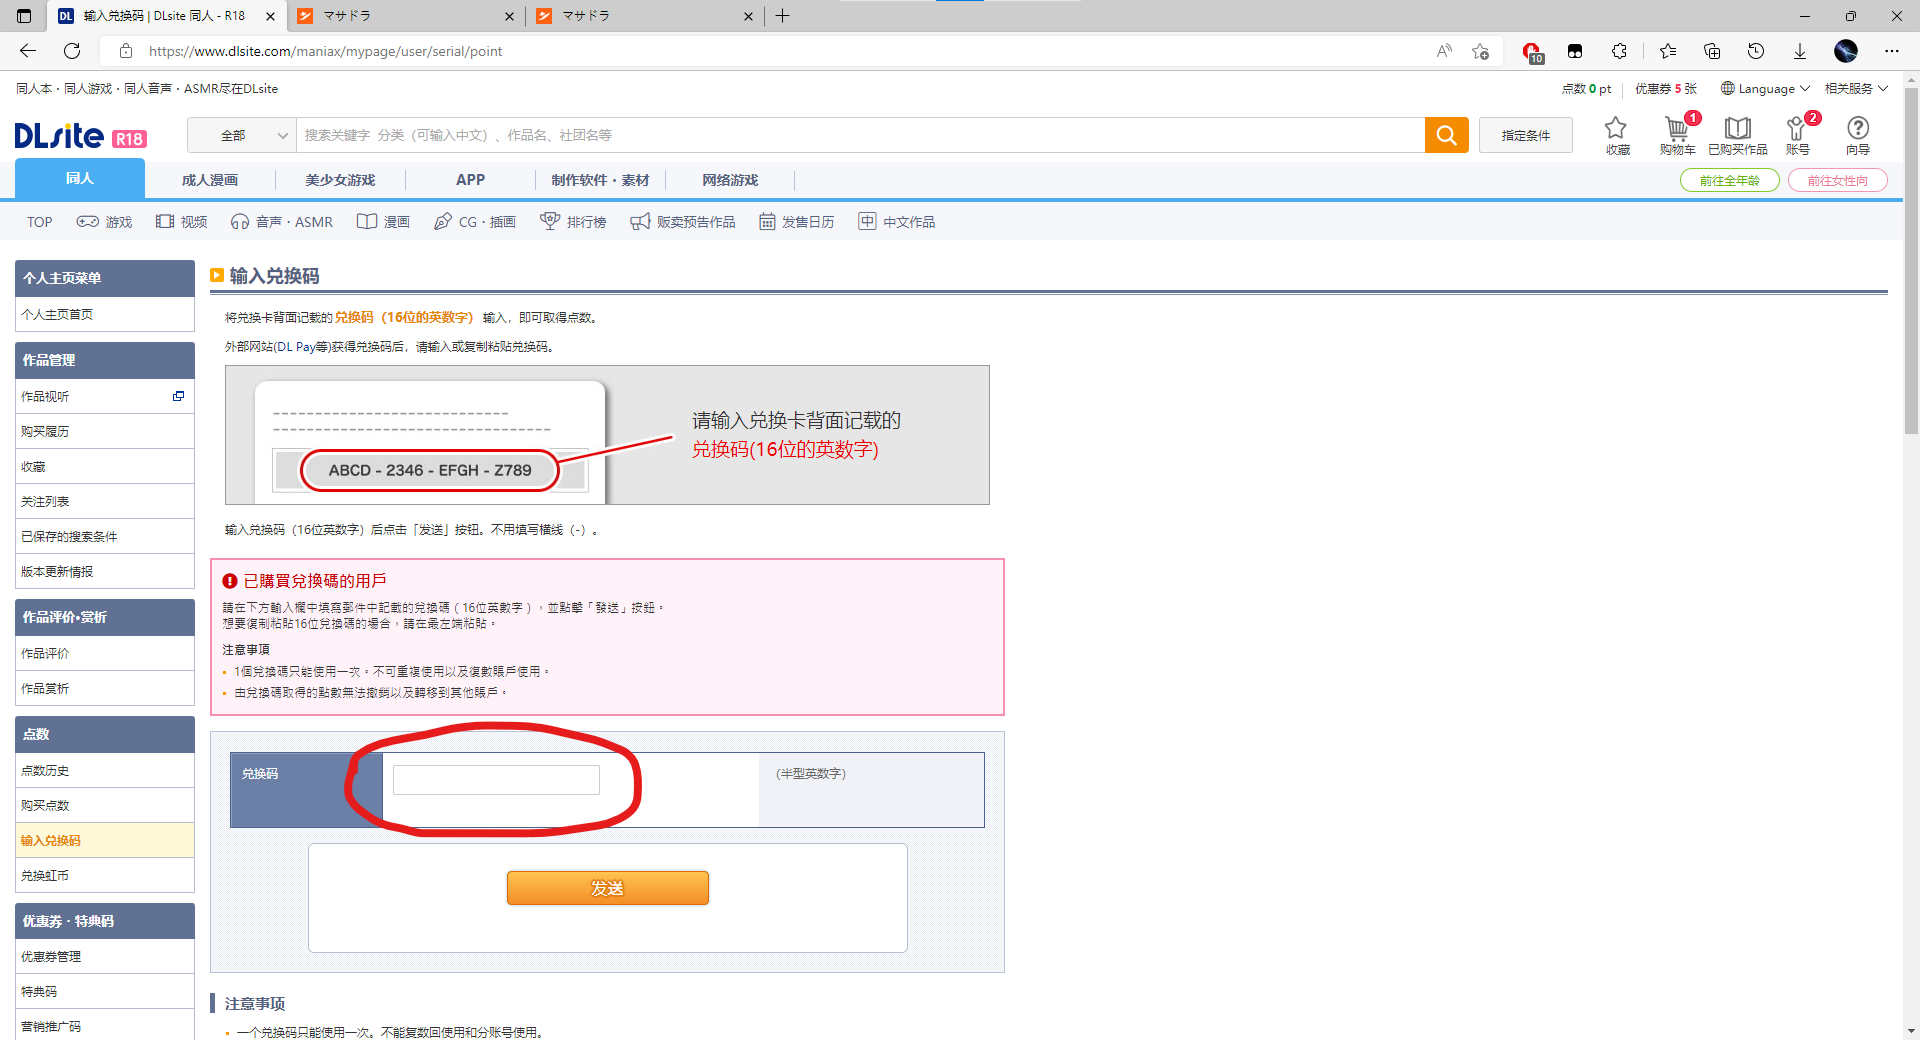 输入兑换码 | DLsite 同人 - R18
マサドラ
マサドラ
https://www.dlsite.com/maniax/mypage/user/serial/point
10
同人本・同人游戏・同人音声・ASMR尽在DLsite
点数 0 pt
优惠券 5 张
Language
相关服务
DLsite R18
全部
搜索关键字 分类（可输入中文）、作品名、社团名等
指定条件
收藏
1
购物车
已购买作品
2
账号
向导
同人
成人漫画
美少女游戏
APP
制作软件・素材
网络游戏
前往全年龄
前往女性向
TOP
游戏
视频
音声・ASMR
漫画
CG・插画
排行榜
贩卖预告作品
发售日历
中
中文作品
个人主页菜单
个人主页首页
作品管理
作品视听
购买履历
收藏
关注列表
已保存的搜索条件
版本更新情报
作品评价•赏析
作品评价
作品赏析
点数
点数历史
购买点数
输入兑换码
兑换虹币
优惠券・特典码
优惠券管理
特典码
营销推广码
输入兑换码
将兑换卡背面记载的 兑换码（16位的英数字） 输入，即可取得点数。
外部网站(DL Pay等)获得兑换码后，请输入或复制粘贴兑换码。
ABCD - 2346 - EFGH - Z789
请输入兑换卡背面记载的
兑换码(16位的英数字)
输入兑换码（16位英数字）后点击「发送」按钮。不用填写横线（-）。
已購買兌換碼的用戶
請在下方輸入欄中填寫郵件中記載的兌換碼（16位英數字），並點擊「發送」按鈕。
想要復制粘貼16位兌換碼的場合，請在最左端粘貼。
注意事項
1個兌換碼只能使用一次。不可重複使用以及復數賬戶使用。
由兌換碼取得的點數無法撤銷以及轉移到其他賬戶。
兑换码
（半型英数字）
发送
注意事项
一个兑换码只能使用一次。不能复数回使用和分账号使用。